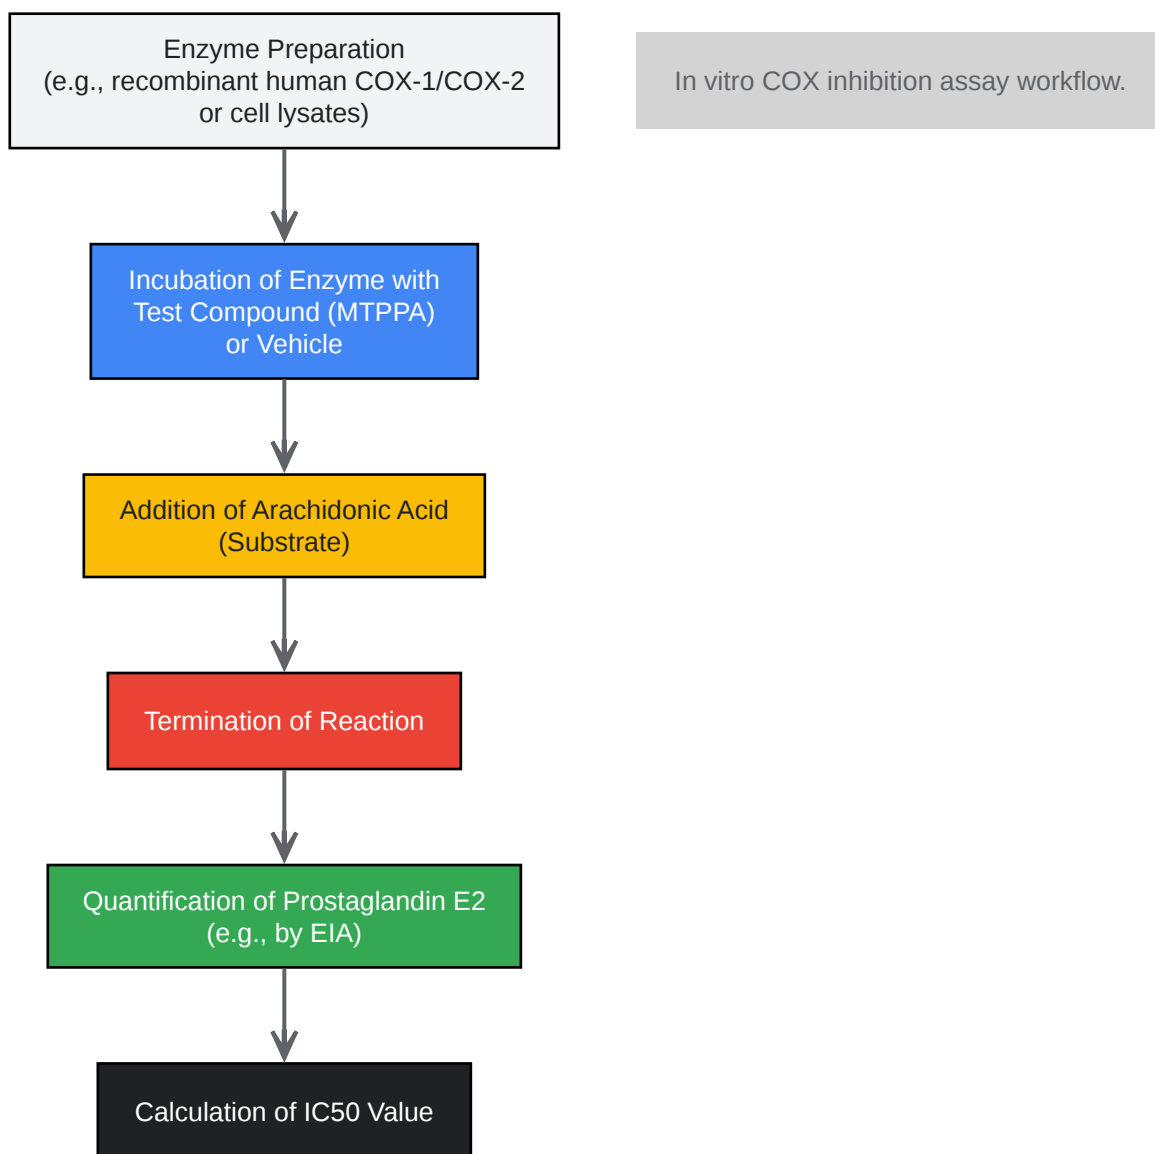 Enzyme Preparation
(e.g., recombinant human COX-1/COX-2
or cell lysates)
In vitro COX inhibition assay workflow.
Incubation of Enzyme with
Test Compound (MTPPA)
or Vehicle
Addition of Arachidonic Acid
(Substrate)
Termination of Reaction
Quantification of Prostaglandin E2
(e.g., by EIA)
Calculation of IC50 Value